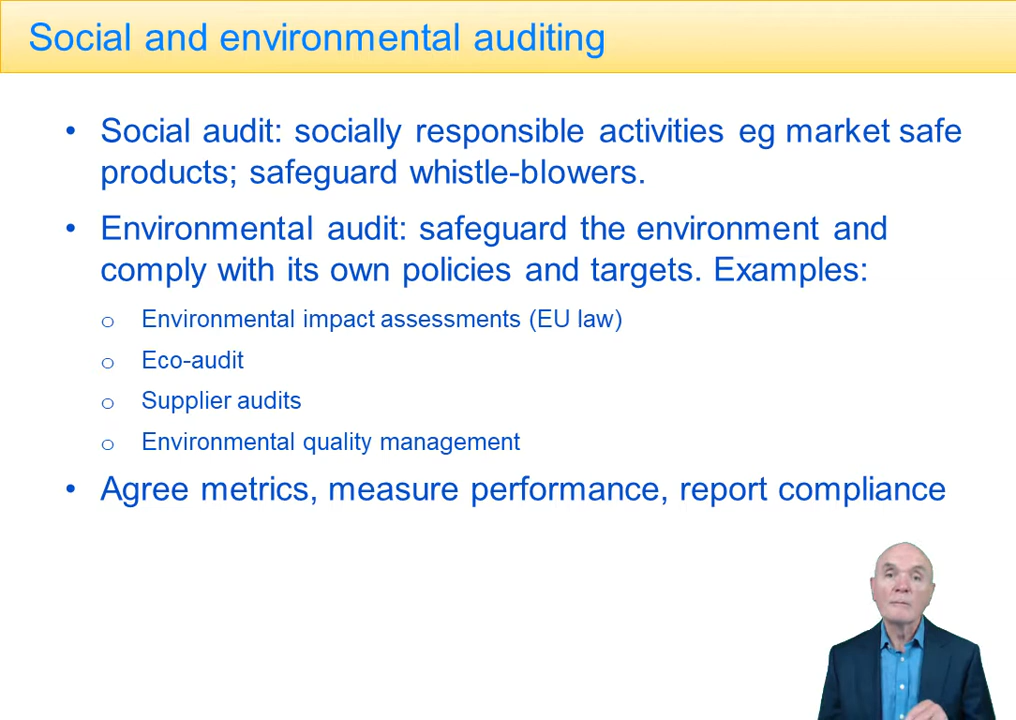 Social and environmental auditing
• Social audit: socially responsible activities eg market safe
products; safeguard whistle-blowers.
• Environmental audit: safeguard the environment and
comply with its own policies and targets. Examples:
o Environmental impact assessments (EU law)
o Eco-audit
o Supplier audits
o Environmental quality management
• Agree metrics, measure performance, report compliance